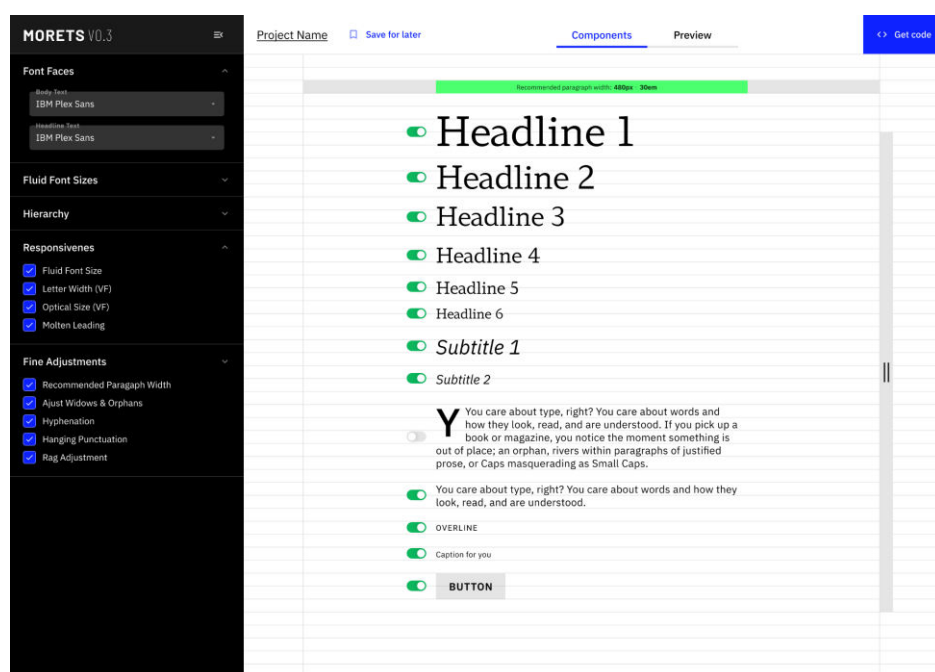 MORETS V0.3
Project Name
Save for later
Components
Preview
<> Get code
Font Faces
Body Text
IBM Plex Sans
Headline Text
IBM Plex Sans
Fluid Font Sizes
Hierarchy
Responsivenes
Fluid Font Size
Letter Width (VF)
Optical Size (VF)
Molten Leading
Fine Adjustments
Recommended Paragaph Width
Ajust Widows & Orphans
Hyphenation
Hanging Punctuation
Rag Adjustment
Recommended paragraph width: 480px 30em
Headline 1
Headline 2
Headline 3
Headline 4
Headline 5
Headline 6
Subtitle 1
Subtitle 2
Y You care about type, right? You care about words and
how they look, read, and are understood. If you pick up a
book or magazine, you notice the moment something is
out of place; an orphan, rivers within paragraphs of justified
prose, or Caps masquerading as Small Caps.
You care about type, right? You care about words and how they
look, read, and are understood.
OVERLINE
Caption for you
BUTTON